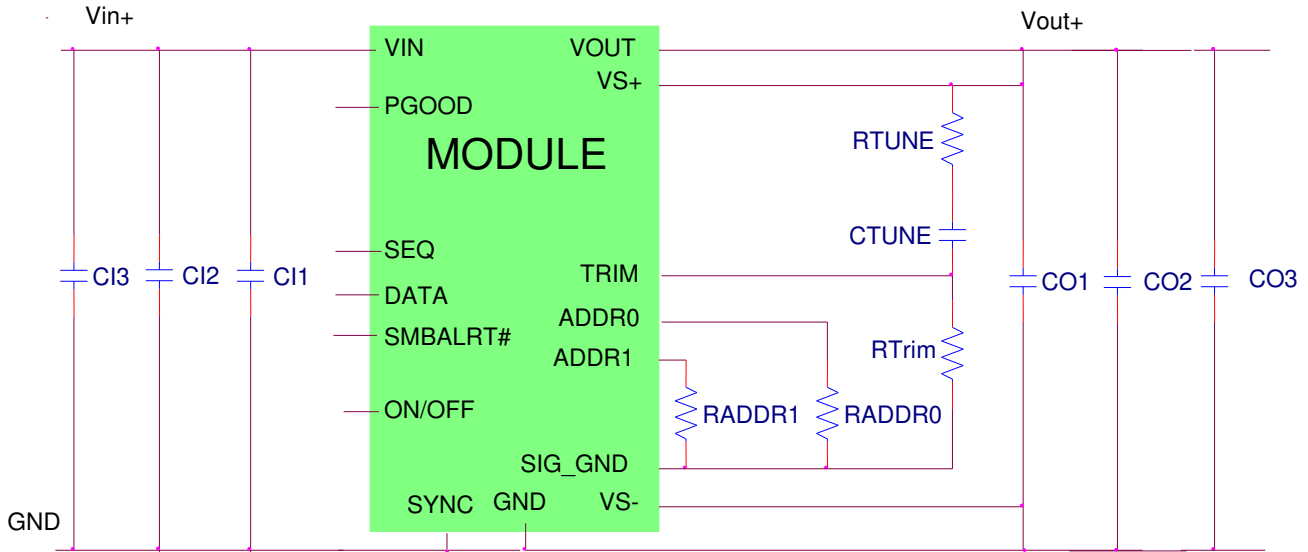 Vin+
Vout+
VIN
VOUT
VS+
PGOOD
MODULE
RTUNE
SEQ
CTUNE
CI3
CI2
CI1
TRIM
CO1
CO2
CO3
DATA
ADDR0
SMBALRT#
ADDR1
RTrim
ON/OFF
RADDR1
RADDR0
SIG_GND
SYNC
GND
VS-
GND